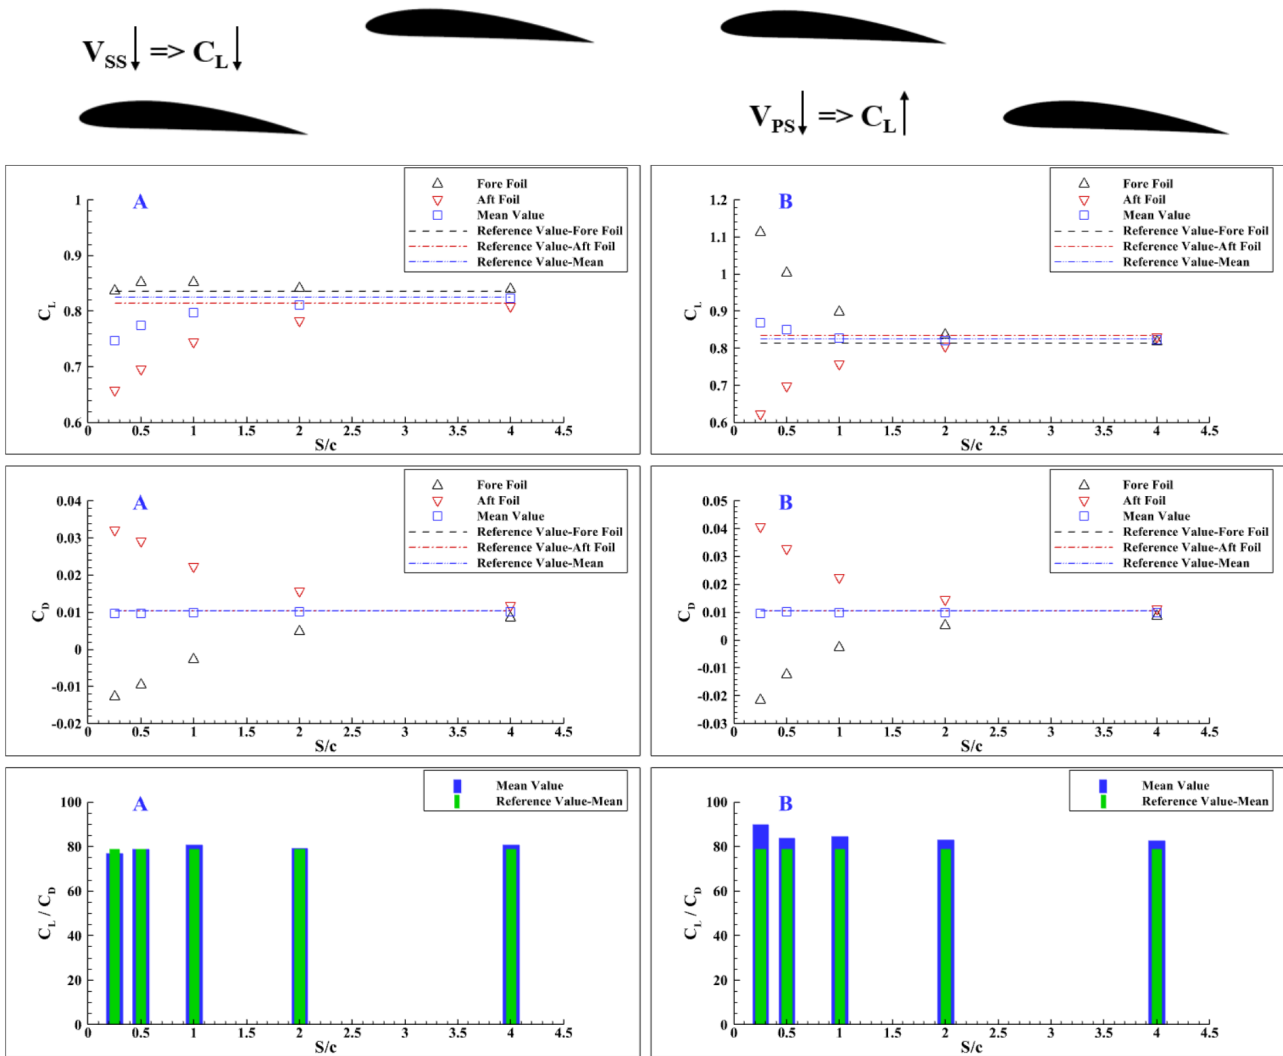 V_SS↓ => C_L↓
V_PS↓ => C_L↑
A
Fore Foil
Aft Foil
Mean Value
Reference Value-Fore Foil
Reference Value-Aft Foil
Reference Value-Mean
C_L
1
0.9
0.8
0.7
0.6
0 0.5 1 1.5 2 2.5 3 3.5 4 4.5
S/c
B
Fore Foil
Aft Foil
Mean Value
Reference Value-Fore Foil
Reference Value-Aft Foil
Reference Value-Mean
C_L
1.2
1.1
1
0.9
0.8
0.7
0.6
0 0.5 1 1.5 2 2.5 3 3.5 4 4.5
S/c
A
Fore Foil
Aft Foil
Mean Value
Reference Value-Fore Foil
Reference Value-Aft Foil
Reference Value-Mean
C_D
0.04
0.03
0.02
0.01
0
-0.01
-0.02
0 0.5 1 1.5 2 2.5 3 3.5 4 4.5
S/c
B
Fore Foil
Aft Foil
Mean Value
Reference Value-Fore Foil
Reference Value-Aft Foil
Reference Value-Mean
C_D
0.05
0.04
0.03
0.02
0.01
0
-0.01
-0.02
-0.03
0 0.5 1 1.5 2 2.5 3 3.5 4 4.5
S/c
A
Mean Value
Reference Value-Mean
C_L / C_D
100
80
60
40
20
0
0 0.5 1 1.5 2 2.5 3 3.5 4 4.5
S/c
B
Mean Value
Reference Value-Mean
C_L / C_D
100
80
60
40
20
0
0 0.5 1 1.5 2 2.5 3 3.5 4 4.5
S/c